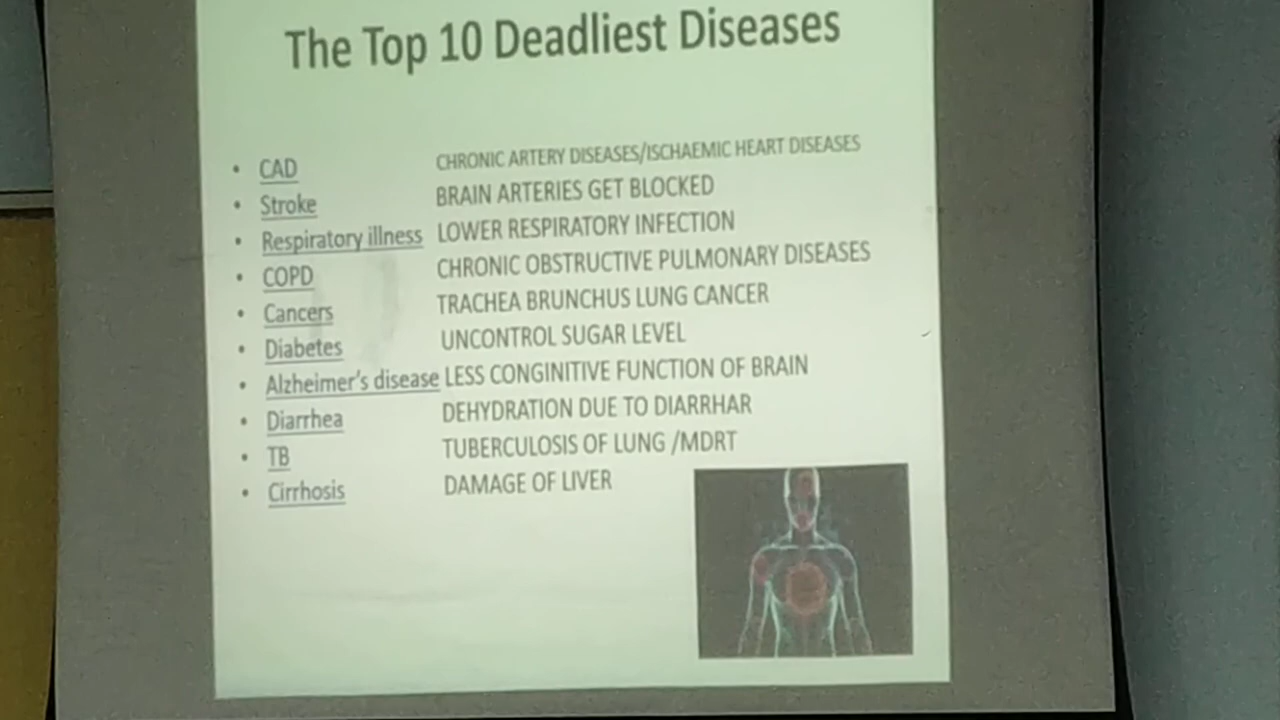 The Top 10 Deadliest Diseases
• CAD CHRONIC ARTERY DISEASES/ISCHAEMIC HEART DISEASES
• Stroke BRAIN ARTERIES GET BLOCKED
• Respiratory illness LOWER RESPIRATORY INFECTION
• COPD CHRONIC OBSTRUCTIVE PULMONARY DISEASES
• Cancers TRACHEA BRUNCHUS LUNG CANCER
• Diabetes UNCONTROL SUGAR LEVEL
• Alzheimer's disease LESS CONGINITIVE FUNCTION OF BRAIN
• Diarrhea DEHYDRATION DUE TO DIARRHAR
• TB TUBERCULOSIS OF LUNG /MDRT
• Cirrhosis DAMAGE OF LIVER